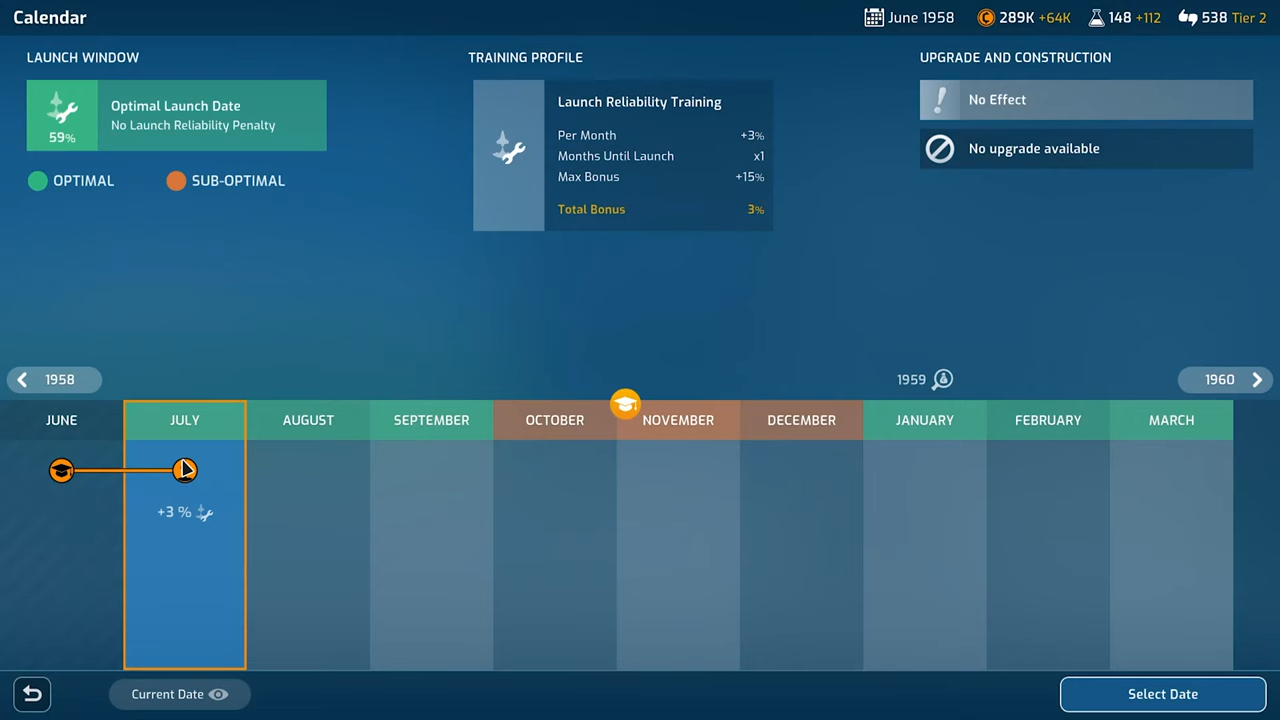 Calendar
June 1958
289K +64K
148 +112
538 Tier 2
LAUNCH WINDOW
59%
Optimal Launch Date
No Launch Reliability Penalty
OPTIMAL
SUB-OPTIMAL
TRAINING PROFILE
Launch Reliability Training
Per Month +3%
Months Until Launch x1
Max Bonus +15%
Total Bonus 3%
UPGRADE AND CONSTRUCTION
No Effect
No upgrade available
1958
1959
1960
JUNE
JULY
AUGUST
SEPTEMBER
OCTOBER
NOVEMBER
DECEMBER
JANUARY
FEBRUARY
MARCH
+3 %
Current Date
Select Date